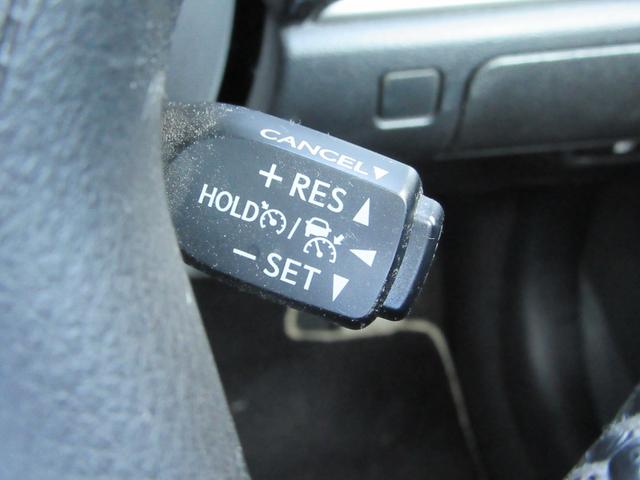 CANCEL▼
+ RES ▲
HOLD /
− SET ▼